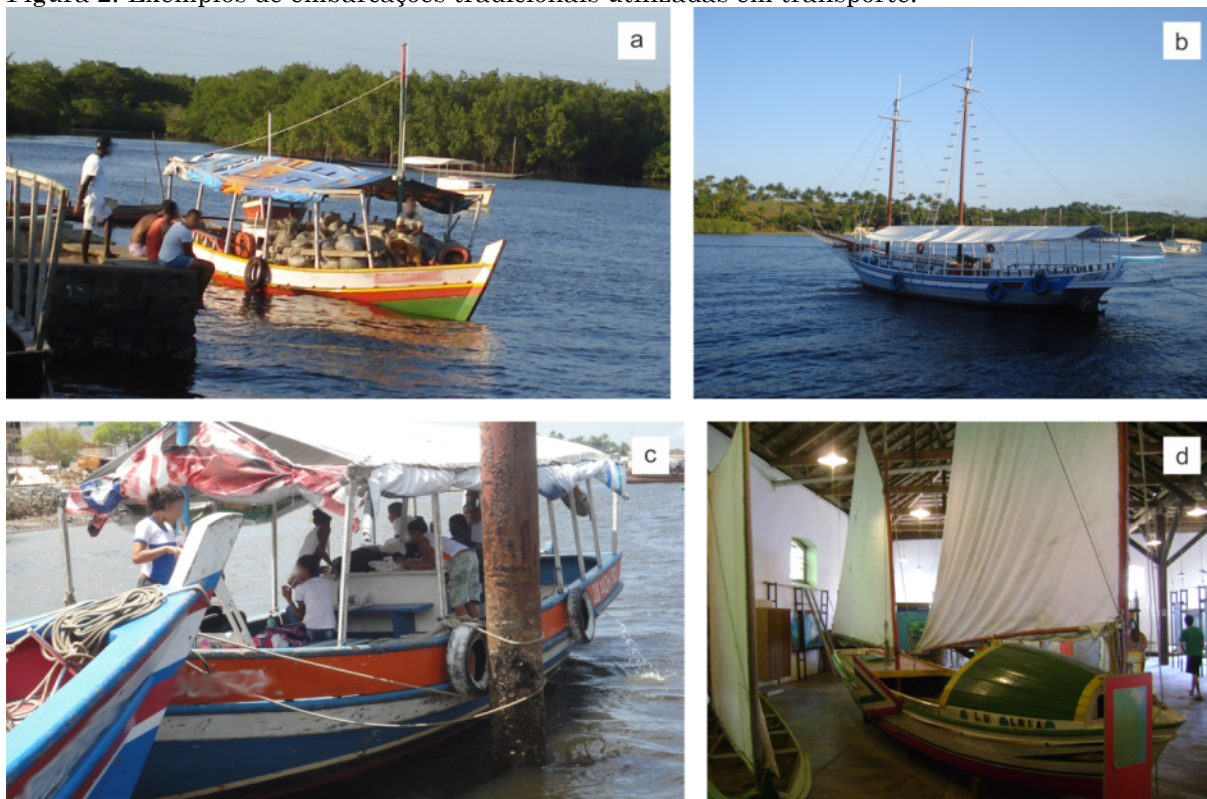 Figura 2. Exemplos de embarcações tradicionais utilizadas em transporte.
a
b
c
d